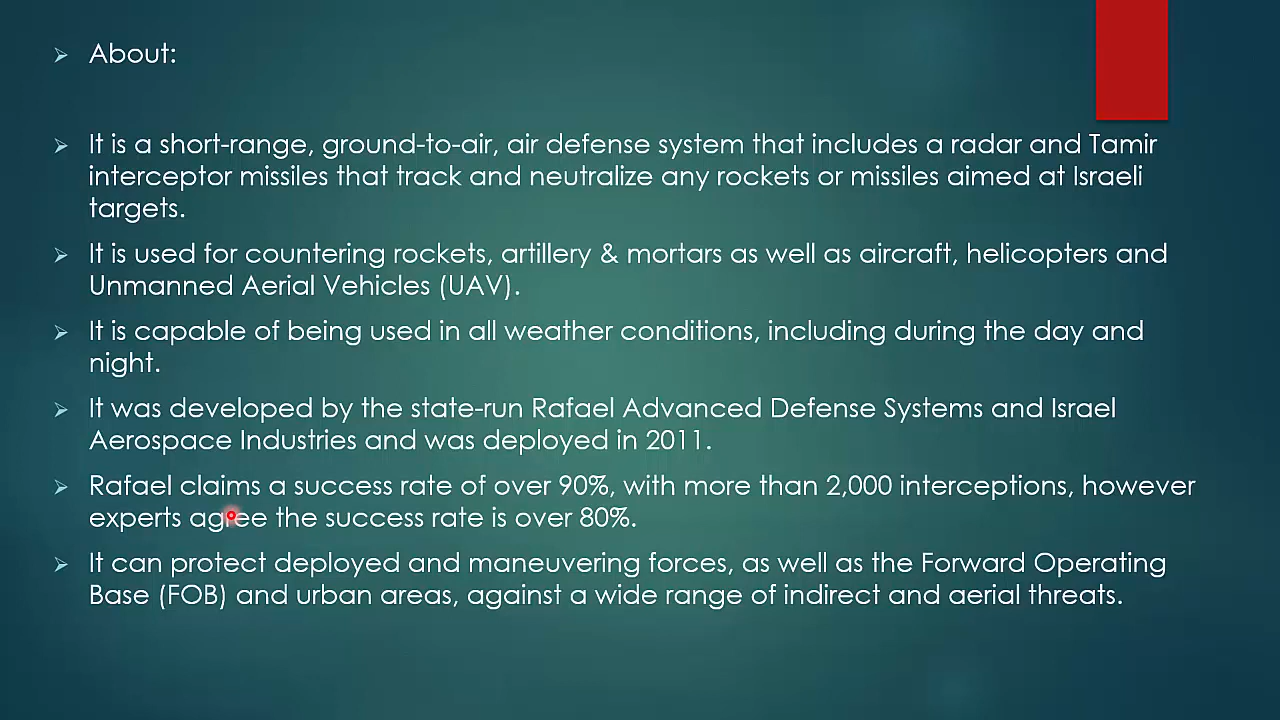 About:
It is a short-range, ground-to-air, air defense system that includes a radar and Tamir
interceptor missiles that track and neutralize any rockets or missiles aimed at Israeli
targets.
It is used for countering rockets, artillery & mortars as well as aircraft, helicopters and
Unmanned Aerial Vehicles (UAV).
It is capable of being used in all weather conditions, including during the day and
night.
It was developed by the state-run Rafael Advanced Defense Systems and Israel
Aerospace Industries and was deployed in 2011.
Rafael claims a success rate of over 90%, with more than 2,000 interceptions, however
experts agree the success rate is over 80%.
It can protect deployed and maneuvering forces, as well as the Forward Operating
Base (FOB) and urban areas, against a wide range of indirect and aerial threats.